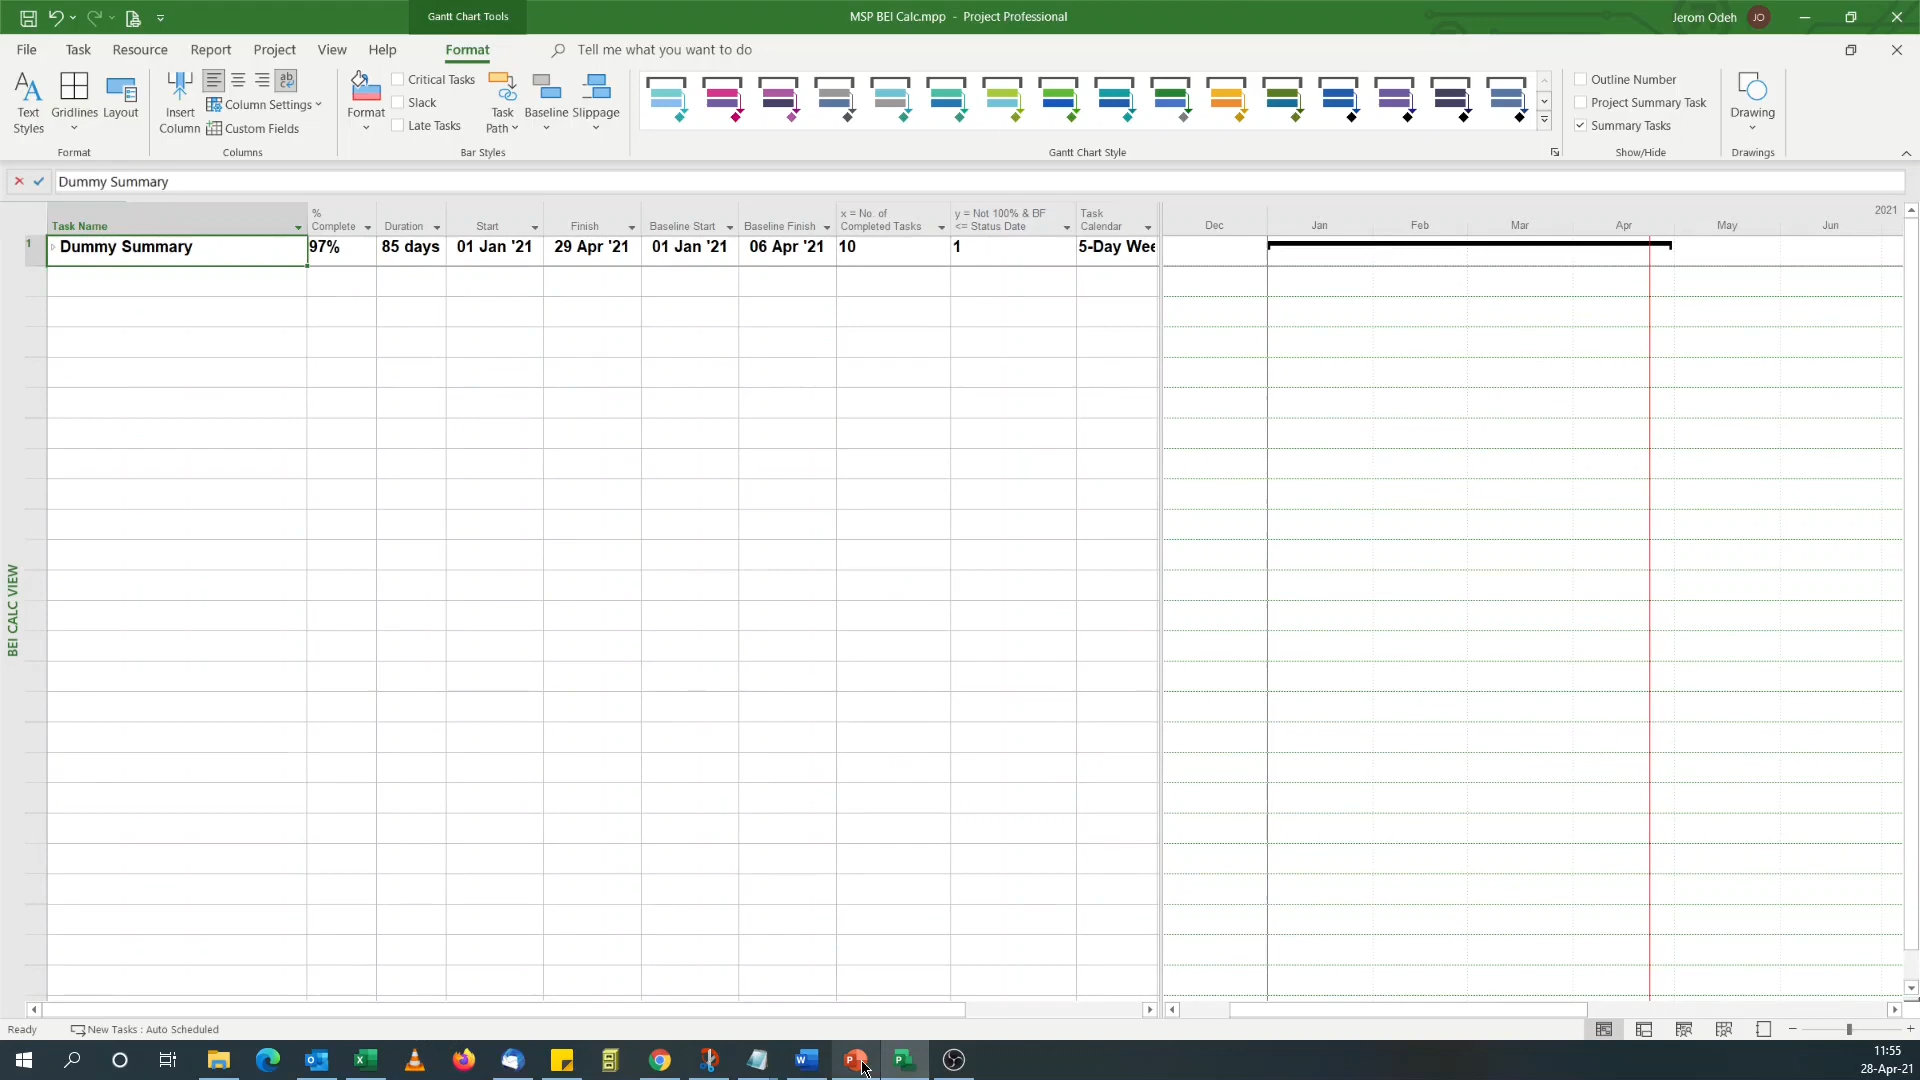 Gantt Chart Tools
MSP BEI Calc.mpp - Project Professional
Jerom Odeh JO
File Task Resource Report Project View Help Format Tell me what you want to do
Text Styles
Gridlines
Layout
Format
Insert Column
ab
Column Settings
Custom Fields
Columns
Format
Critical Tasks
Slack
Late Tasks
Task Path
Baseline
Slippage
Bar Styles
Gantt Chart Style
Outline Number
Project Summary Task
Summary Tasks
Show/Hide
Drawing
Drawings
Dummy Summary
Task Name
% Complete
Duration
Start
Finish
Baseline Start
Baseline Finish
x = No. of Completed Tasks
y = Not 100% & BF <= Status Date
Task Calendar
2021
Dec Jan Feb Mar Apr May Jun
1 Dummy Summary 97% 85 days 01 Jan '21 29 Apr '21 01 Jan '21 06 Apr '21 10 1 5-Day Wee
BEI CALC VIEW
Ready New Tasks : Auto Scheduled
11:55
28-Apr-21